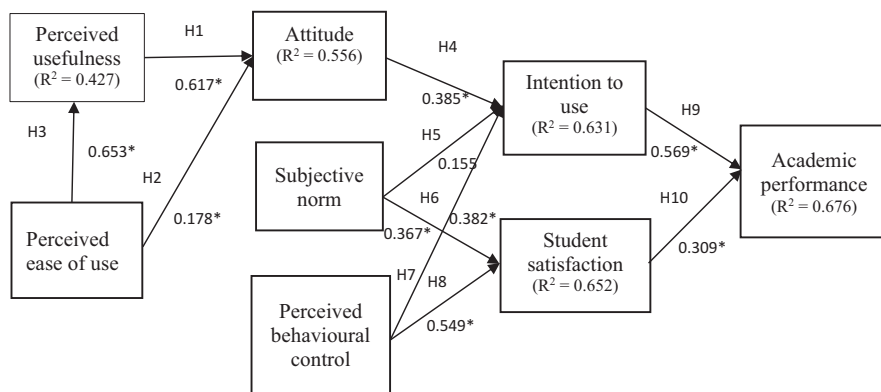 Perceived
usefulness
(R² = 0.427)
H1
0.617*
Attitude
(R² = 0.556)
H4
0.385*
Intention to
use
(R² = 0.631)
H9
0.569*
H3
0.653*
H2
0.178*
H5
0.155
Subjective
norm
H6
0.382*
0.367*
Academic
performance
(R² = 0.676)
H10
0.309*
Perceived
ease of use
Student
satisfaction
(R² = 0.652)
H7
H8
0.549*
Perceived
behavioural
control